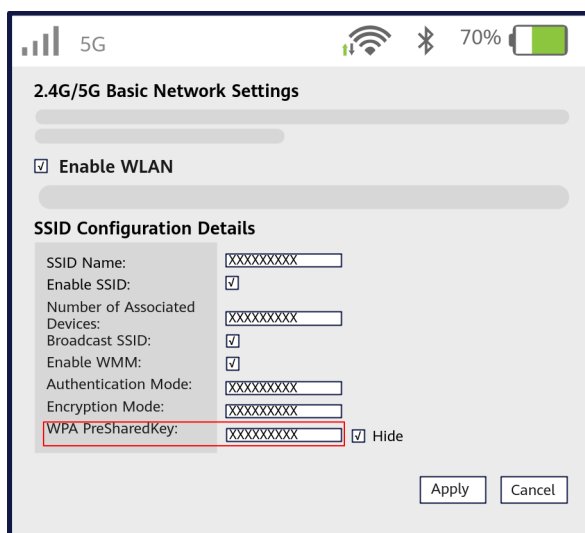 5G
70%
2.4G/5G Basic Network Settings
Enable WLAN
SSID Configuration Details
SSID Name: XXXXXXXXX
Enable SSID:
Number of Associated
Devices: XXXXXXXXX
Broadcast SSID:
Enable WMM:
Authentication Mode: XXXXXXXXX
Encryption Mode: XXXXXXXXX
WPA PreSharedKey: XXXXXXXXX Hide
Apply Cancel